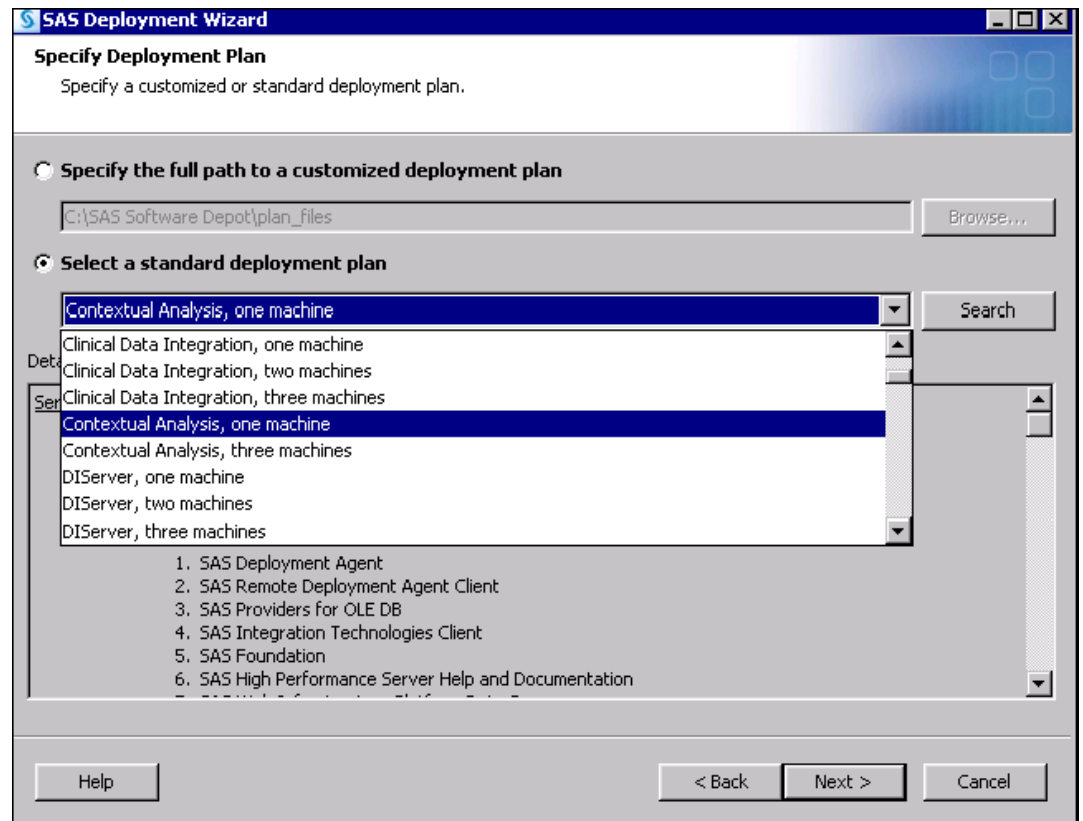 SAS Deployment Wizard
Specify Deployment Plan
Specify a customized or standard deployment plan.
Specify the full path to a customized deployment plan
C:\SAS Software Depot\plan_files
Browse...
Select a standard deployment plan
Contextual Analysis, one machine
Search
Clinical Data Integration, one machine
Deta
Clinical Data Integration, two machines
Ser
Clinical Data Integration, three machines
Contextual Analysis, one machine
Contextual Analysis, three machines
DIServer, one machine
DIServer, two machines
DIServer, three machines
1. SAS Deployment Agent
2. SAS Remote Deployment Agent Client
3. SAS Providers for OLE DB
4. SAS Integration Technologies Client
5. SAS Foundation
6. SAS High Performance Server Help and Documentation
Help
< Back
Next >
Cancel